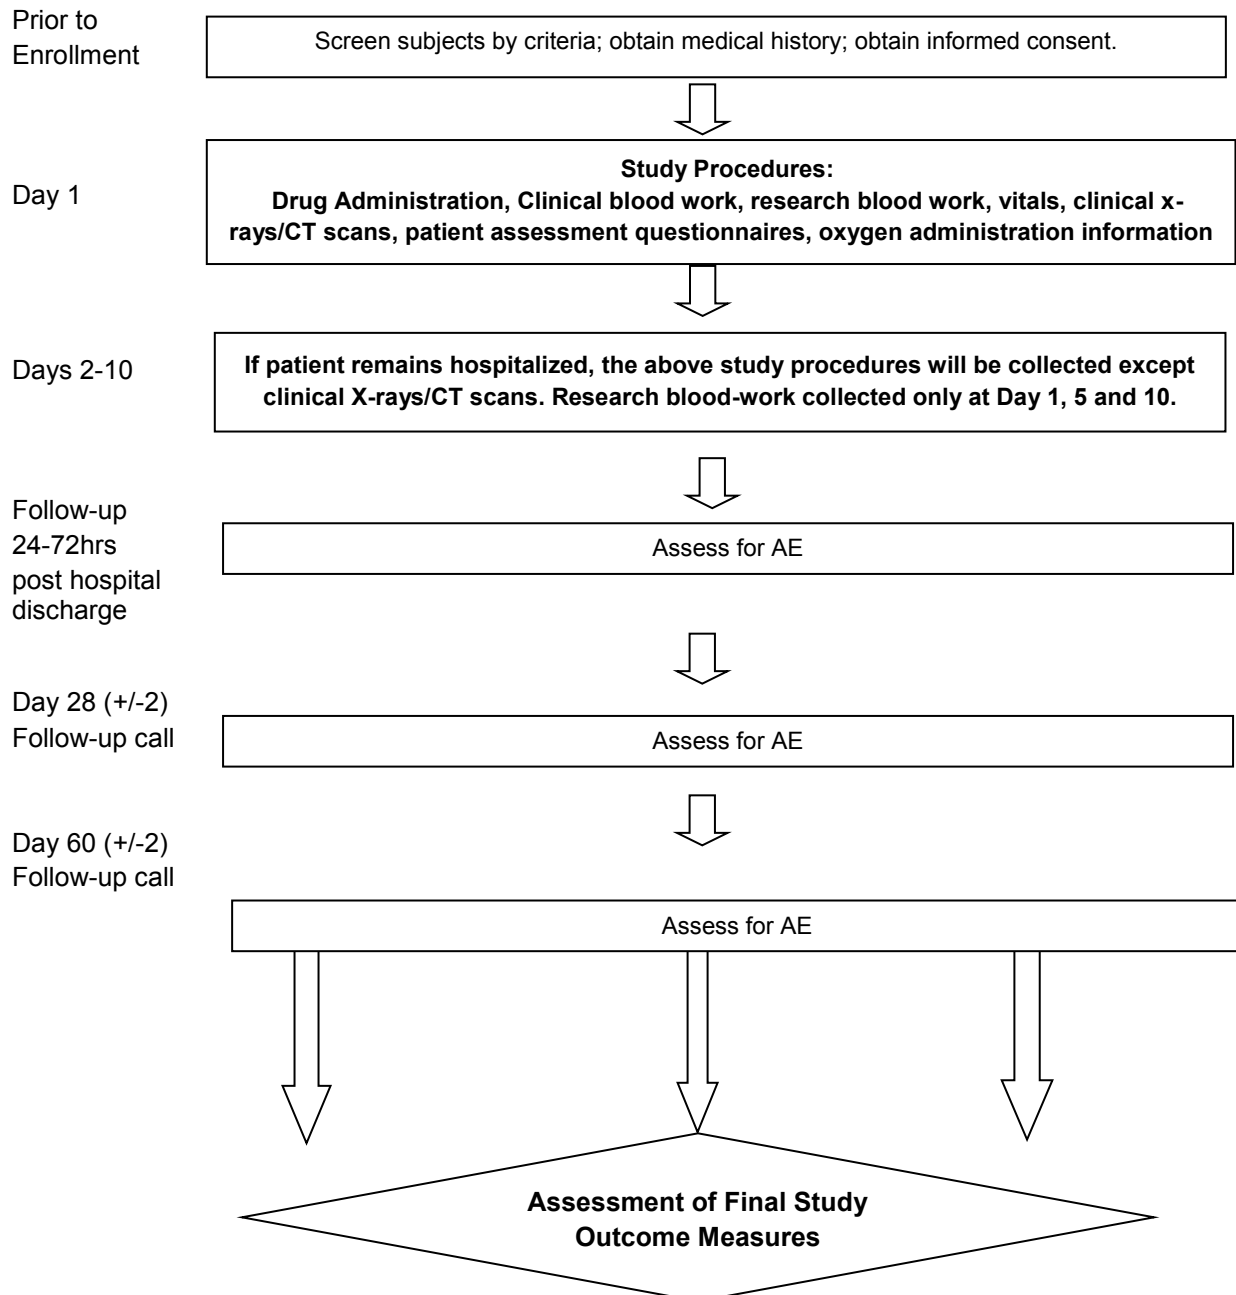 Prior to
Enrollment
Screen subjects by criteria; obtain medical history; obtain informed consent.
Day 1
Study Procedures:
Drug Administration, Clinical blood work, research blood work, vitals, clinical x-
rays/CT scans, patient assessment questionnaires, oxygen administration information
Days 2-10
If patient remains hospitalized, the above study procedures will be collected except
clinical X-rays/CT scans. Research blood-work collected only at Day 1, 5 and 10.
Follow-up
24-72hrs
post hospital
discharge
Assess for AE
Day 28 (+/-2)
Follow-up call
Assess for AE
Day 60 (+/-2)
Follow-up call
Assess for AE
Assessment of Final Study
Outcome Measures